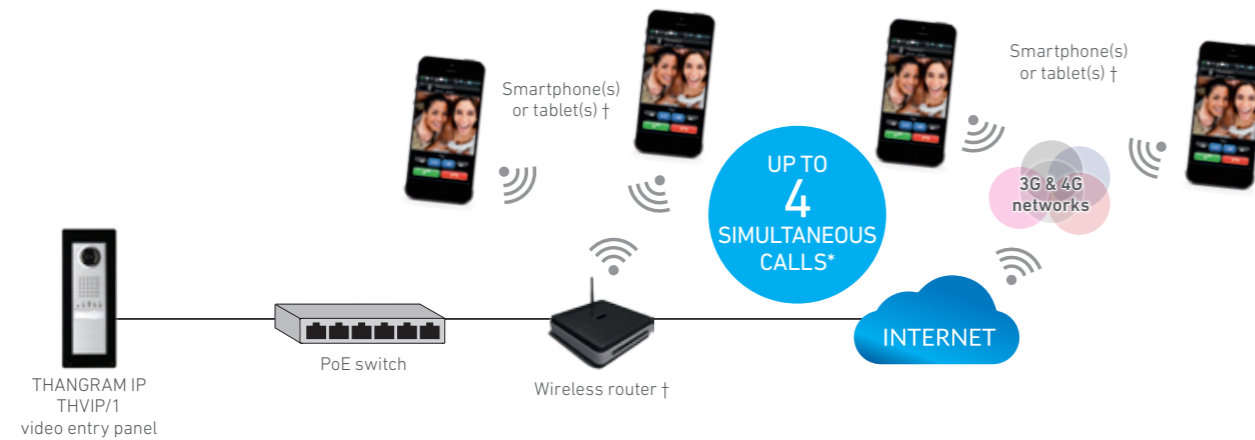 Smartphone(s)
or tablet(s) †
Smartphone(s)
or tablet(s) †
UP TO
4
SIMULTANEOUS
CALLS*
3G & 4G
networks
INTERNET
PoE switch
Wireless router †
THANGRAM IP
THVIP/1
video entry panel